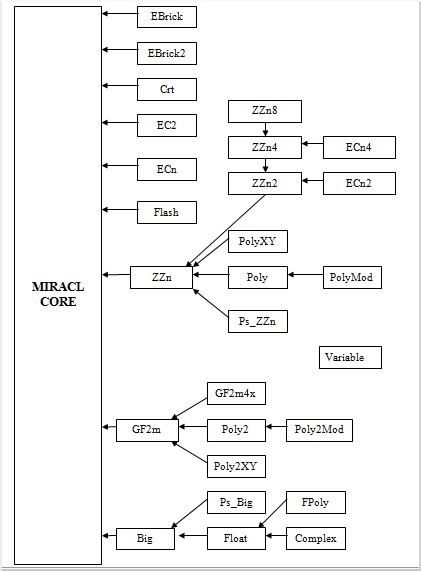 EBrick
EBrick2
Crt
ZZn8
EC2
ZZn4
ECn4
ECn
ZZn2
ECn2
Flash
PolyXY
ZZn
Poly
PolyMod
MIRACL
CORE
Ps_ZZn
Variable
GF2m4x
GF2m
Poly2
Poly2Mod
Poly2XY
Ps_Big
FPoly
Big
Float
Complex